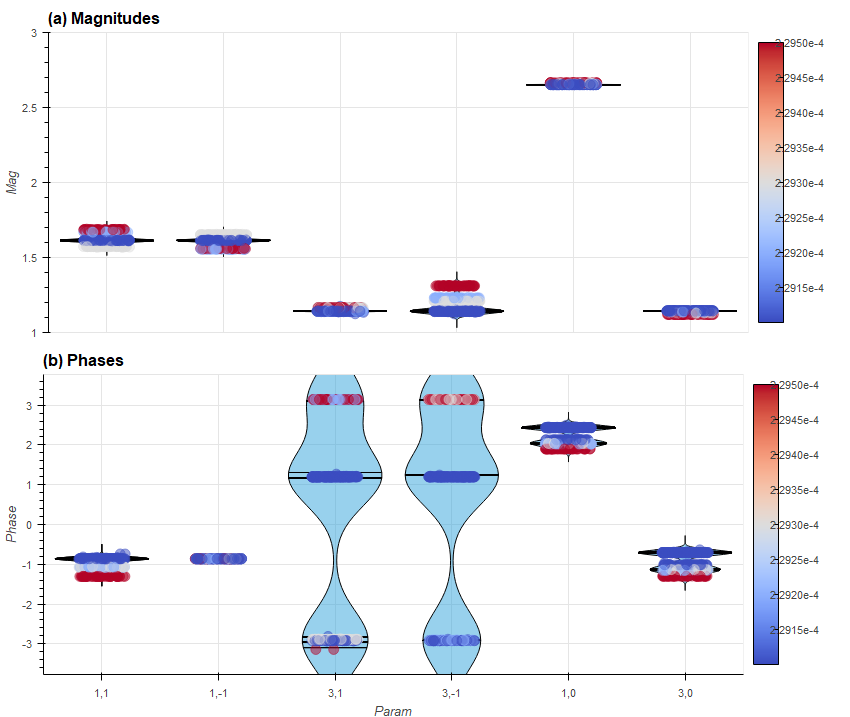 (a) Magnitudes
3
2.5
2
1.5
1
Mag
2.2950e-4
2.2945e-4
2.2940e-4
2.2935e-4
2.2930e-4
2.2925e-4
2.2920e-4
2.2915e-4
(b) Phases
3
2
1
0
-1
-2
-3
Phase
1,1
1,-1
3,1
3,-1
1,0
3,0
Param
2.2950e-4
2.2945e-4
2.2940e-4
2.2935e-4
2.2930e-4
2.2925e-4
2.2920e-4
2.2915e-4